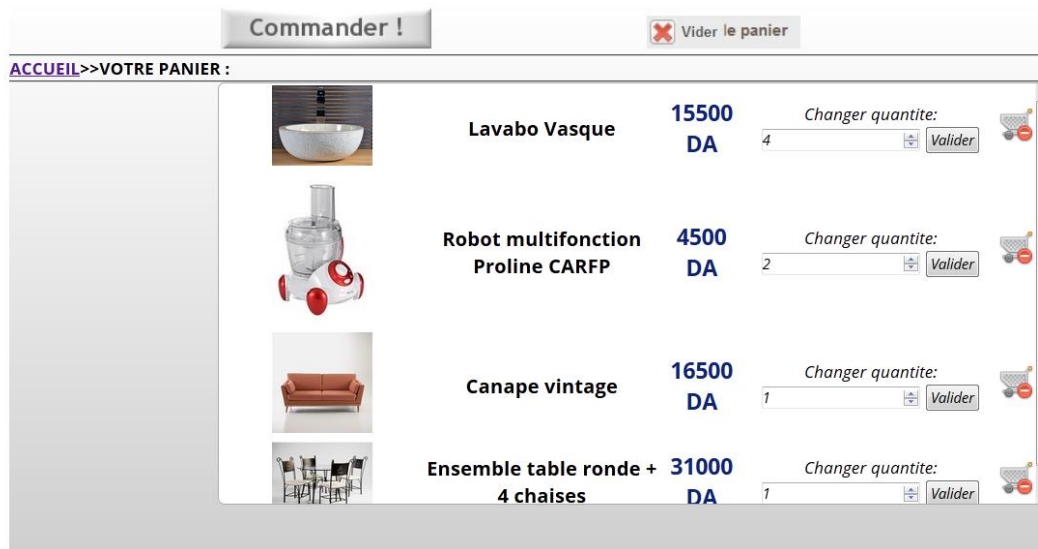 Commander !
Vider le panier
ACCUEIL>>VOTRE PANIER :
Lavabo Vasque
15500
DA
Changer quantite:
4
Valider
Robot multifonction
Proline CARFP
4500
DA
Changer quantite:
2
Valider
Canape vintage
16500
DA
Changer quantite:
1
Valider
Ensemble table ronde +
4 chaises
31000
DA
Changer quantite:
1
Valider